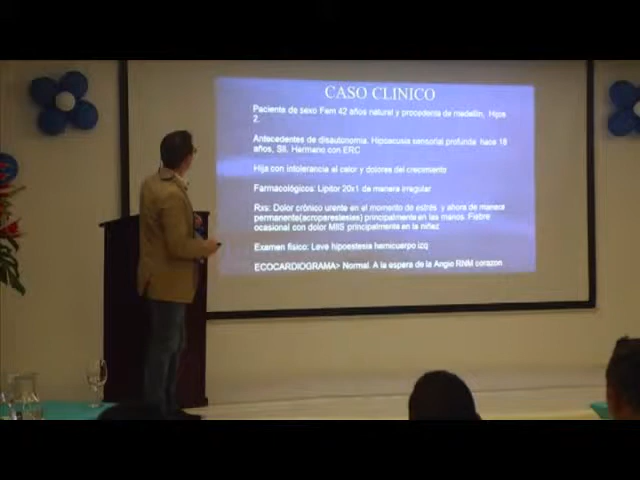 CASO CLINICO
Paciente de sexo Fem 42 años natural y procedente de medellin, Hijos
2.
Antecedentes de disautonomia. Hipoacusia sensorial profunda hace 18
años, SII. Hermano con ERC
Hija con intolerancia al calor y dolores del crecimiento
Farmacológicos: Lipitor 20x1 de manera irregular
Rxs: Dolor crónico urente en el momento de estrés y ahora de manera
permanente(acroparestesias) principalmente en las manos. Fiebre
ocasional con dolor MIIS principalmente en la niñez
Examen físico: Leve hipoestesia hemicuerpo izq
ECOCARDIOGRAMA> Normal. A la espera de la Angio RNM corazon